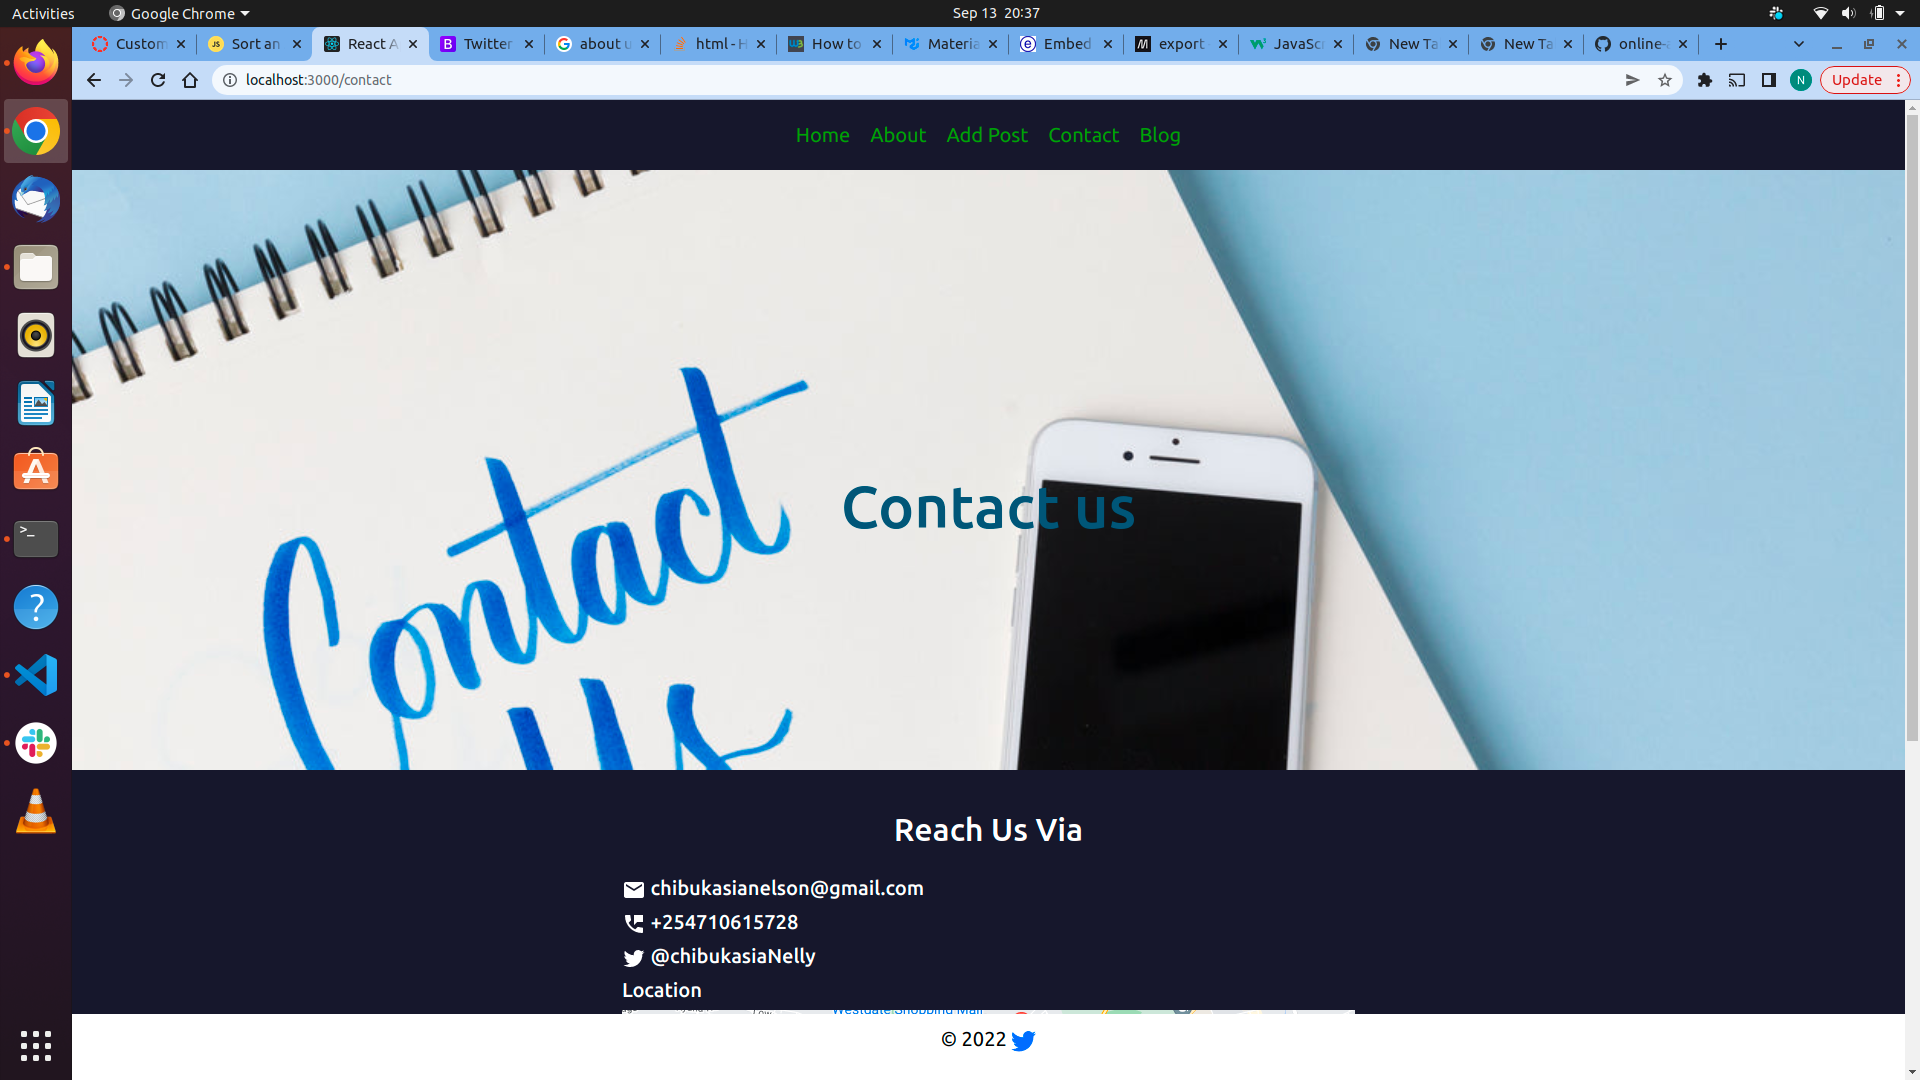 Activities
Google Chrome
Sep 13 20:37
Custom
Sort an
React A
Twitter
about u
html - H
How to
Materia
Embed
export
JavaSc
New Ta
New Ta
online-
localhost:3000/contact
N
Update
Home About Add Post Contact Blog
Contact
Us
Contact us
Reach Us Via
chibukasianelson@gmail.com
+254710615728
@chibukasiaNelly
Location
Westgate Shopping Mall
© 2022